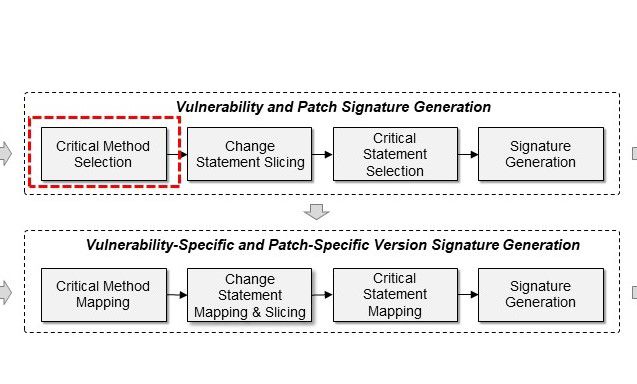 Vulnerability and Patch Signature Generation
Critical Method
Selection
Change
Statement Slicing
Critical
Statement
Selection
Signature
Generation
Vulnerability-Specific and Patch-Specific Version Signature Generation
Critical Method
Mapping
Change
Statement
Mapping & Slicing
Critical
Statement
Mapping
Signature
Generation